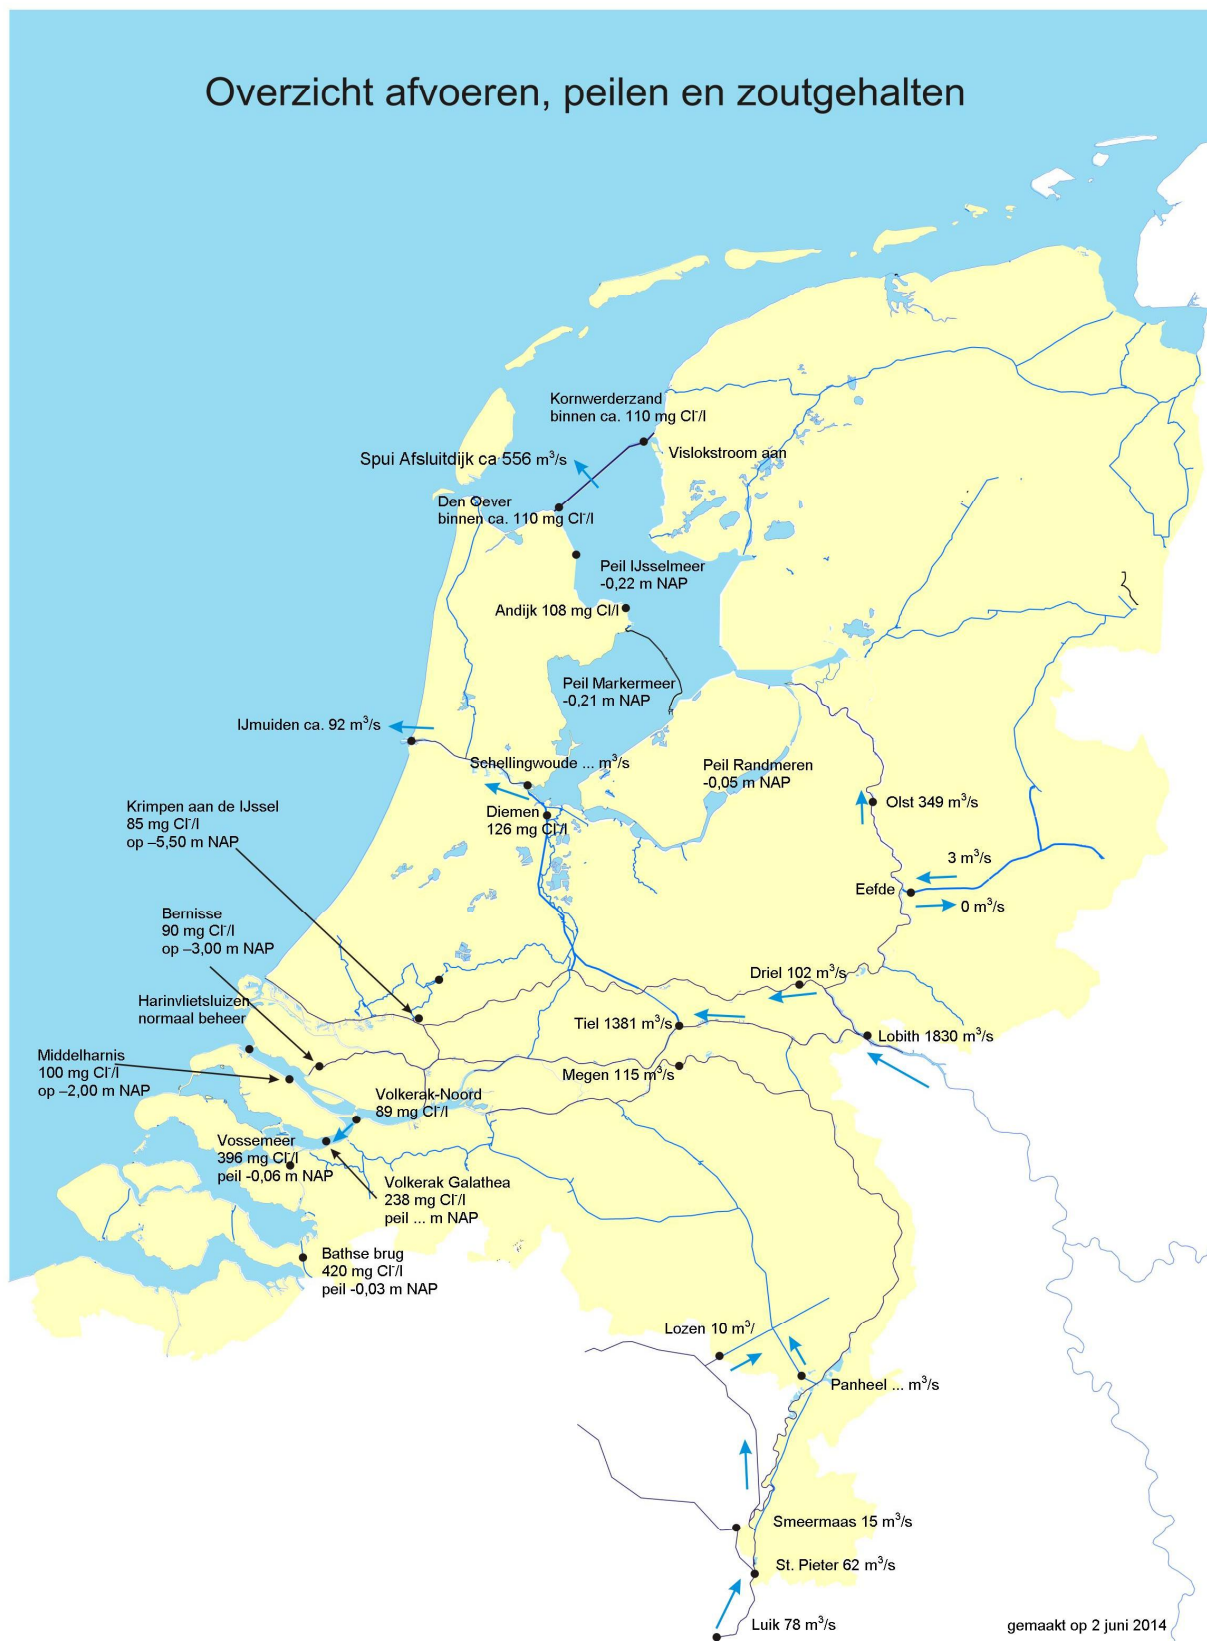 Overzicht afvoeren, peilen en zoutgehalten
Kornwerderzand
binnen ca. 110 mg Cl⁻/l
Vislokstroom aan
Spui Afsluitdijk ca 556 m³/s
Den Oever
binnen ca. 110 mg Cl⁻/l
Peil IJsselmeer
-0,22 m NAP
Andijk 108 mg Cl/l
Peil Markermeer
-0,21 m NAP
IJmuiden ca. 92 m³/s
Schellingwoude ... m³/s
Peil Randmeren
-0,05 m NAP
Krimpen aan de IJssel
85 mg Cl⁻/l
op –5,50 m NAP
Diemen
126 mg Cl⁻/l
Olst 349 m³/s
3 m³/s
Eefde
0 m³/s
Bernisse
90 mg Cl⁻/l
op –3,00 m NAP
Driel 102 m³/s
Harinvlietsluizen
normaal beheer
Tiel 1381 m³/s
Lobith 1830 m³/s
Middelharnis
100 mg Cl⁻/l
op –2,00 m NAP
Megen 115 m³/s
Volkerak-Noord
89 mg Cl⁻/l
Vossemeer
396 mg Cl⁻/l
peil -0,06 m NAP
Volkerak Galathea
238 mg Cl⁻/l
peil ... m NAP
Bathse brug
420 mg Cl⁻/l
peil -0,03 m NAP
Lozen 10 m³/
Panheel ... m³/s
Smeermaas 15 m³/s
St. Pieter 62 m³/s
Luik 78 m³/s
gemaakt op 2 juni 2014